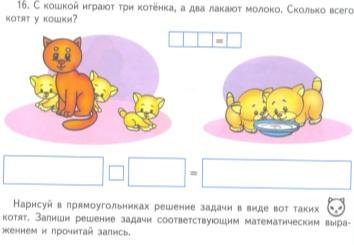 16. С кошкой играют три котёнка, а два лакают молоко. Сколько всего
котят у кошки?
=
=
Нарисуй в прямоугольниках решение задачи в виде вот таких
котят. Запиши решение задачи соответствующим математическим выра-
жением и прочитай запись.